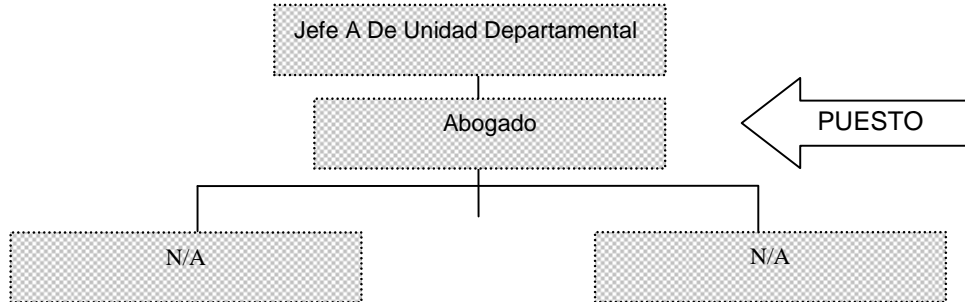 Jefe A De Unidad Departamental
Abogado
PUESTO
N/A
N/A